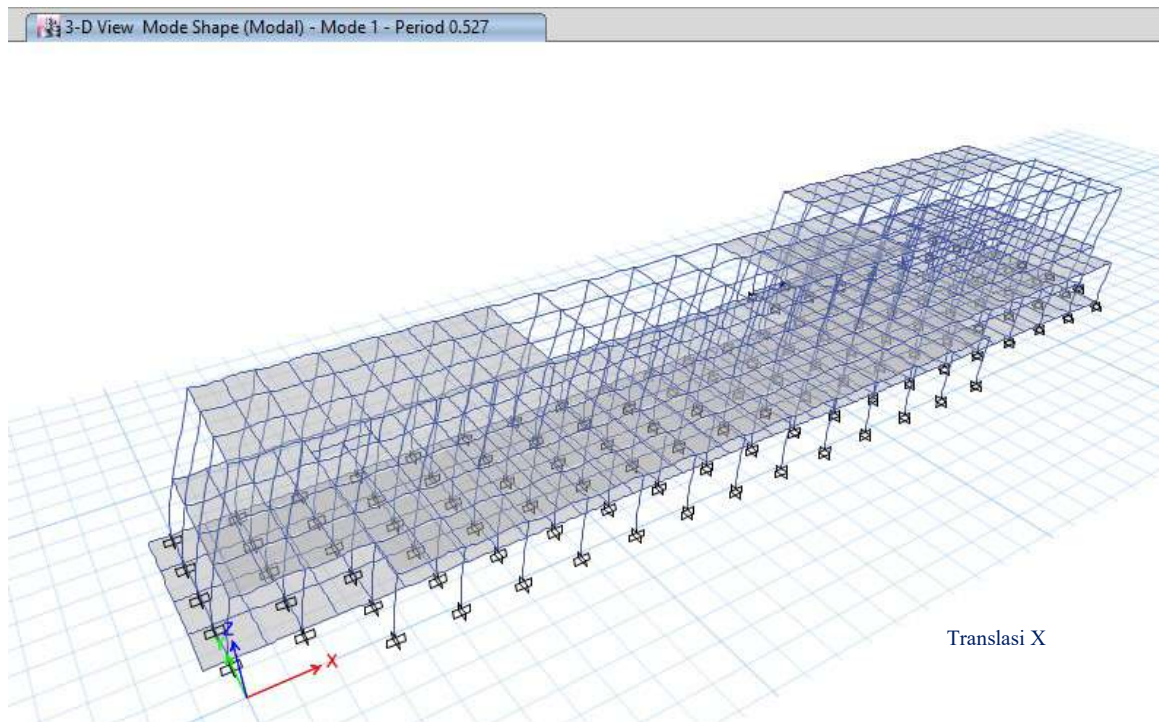 3-D View Mode Shape (Modal) - Mode 1 - Period 0.527
Z
X
Translasi X